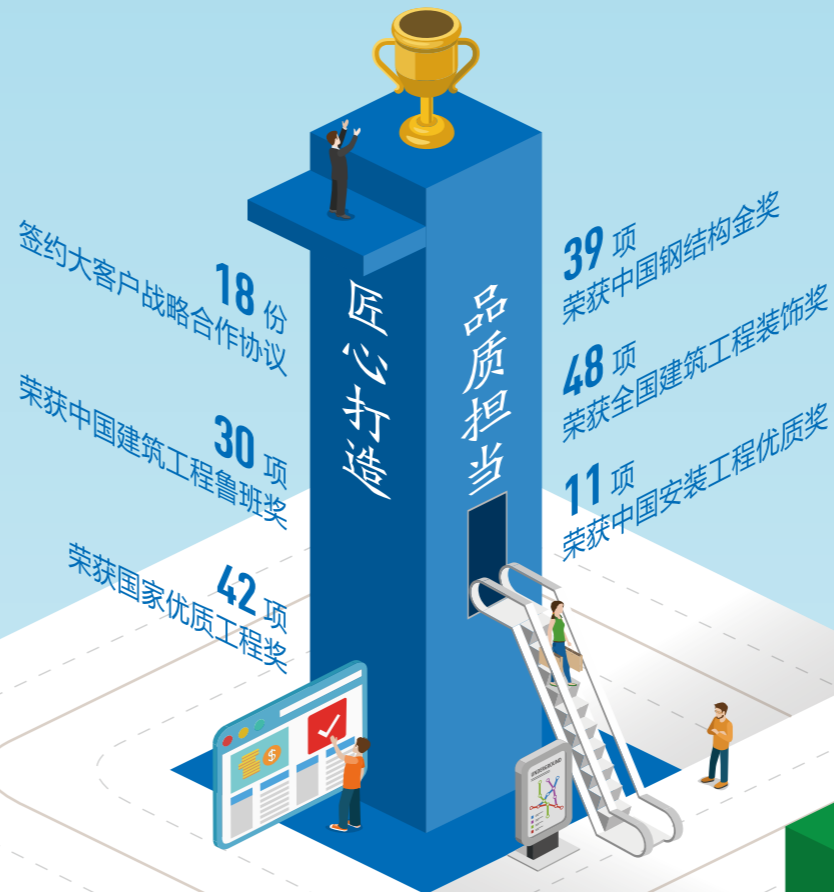 18 份
签约大客户战略合作协议
30 项
荣获中国建筑工程鲁班奖
42 项
荣获国家优质工程奖
匠心打造
品质担当
39 项
荣获中国钢结构金奖
48 项
荣获全国建筑工程装饰奖
11 项
荣获中国安装工程优质奖
UNDERGROUND